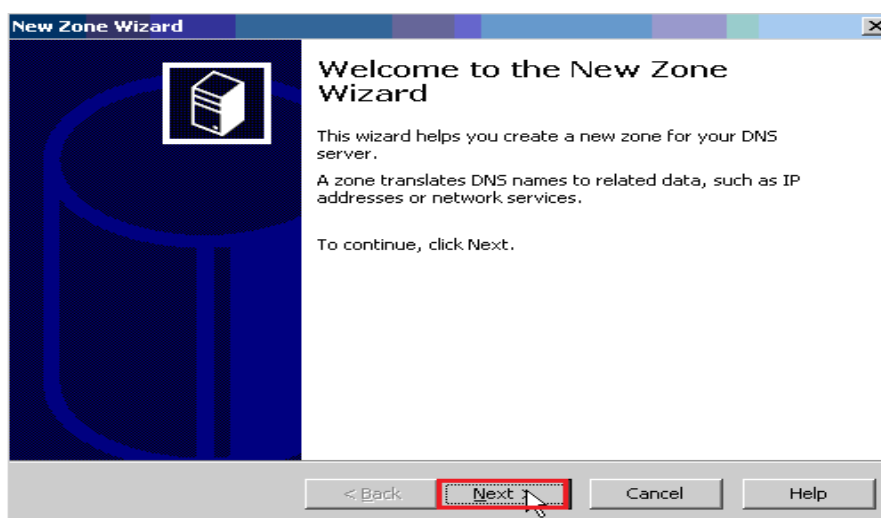 New Zone Wizard
Welcome to the New Zone
Wizard
This wizard helps you create a new zone for your DNS
server.
A zone translates DNS names to related data, such as IP
addresses or network services.
To continue, click Next.
< Back Next > Cancel Help